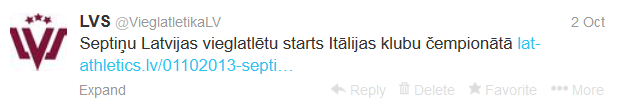 LVS
LVS @VieglatletikaLV 2 Oct
Septiņu Latvijas vieglatlētu starts Itālijas klubu čempionātā lat-
athletics.lv/01102013-septi…
Expand Reply Delete Favorite More